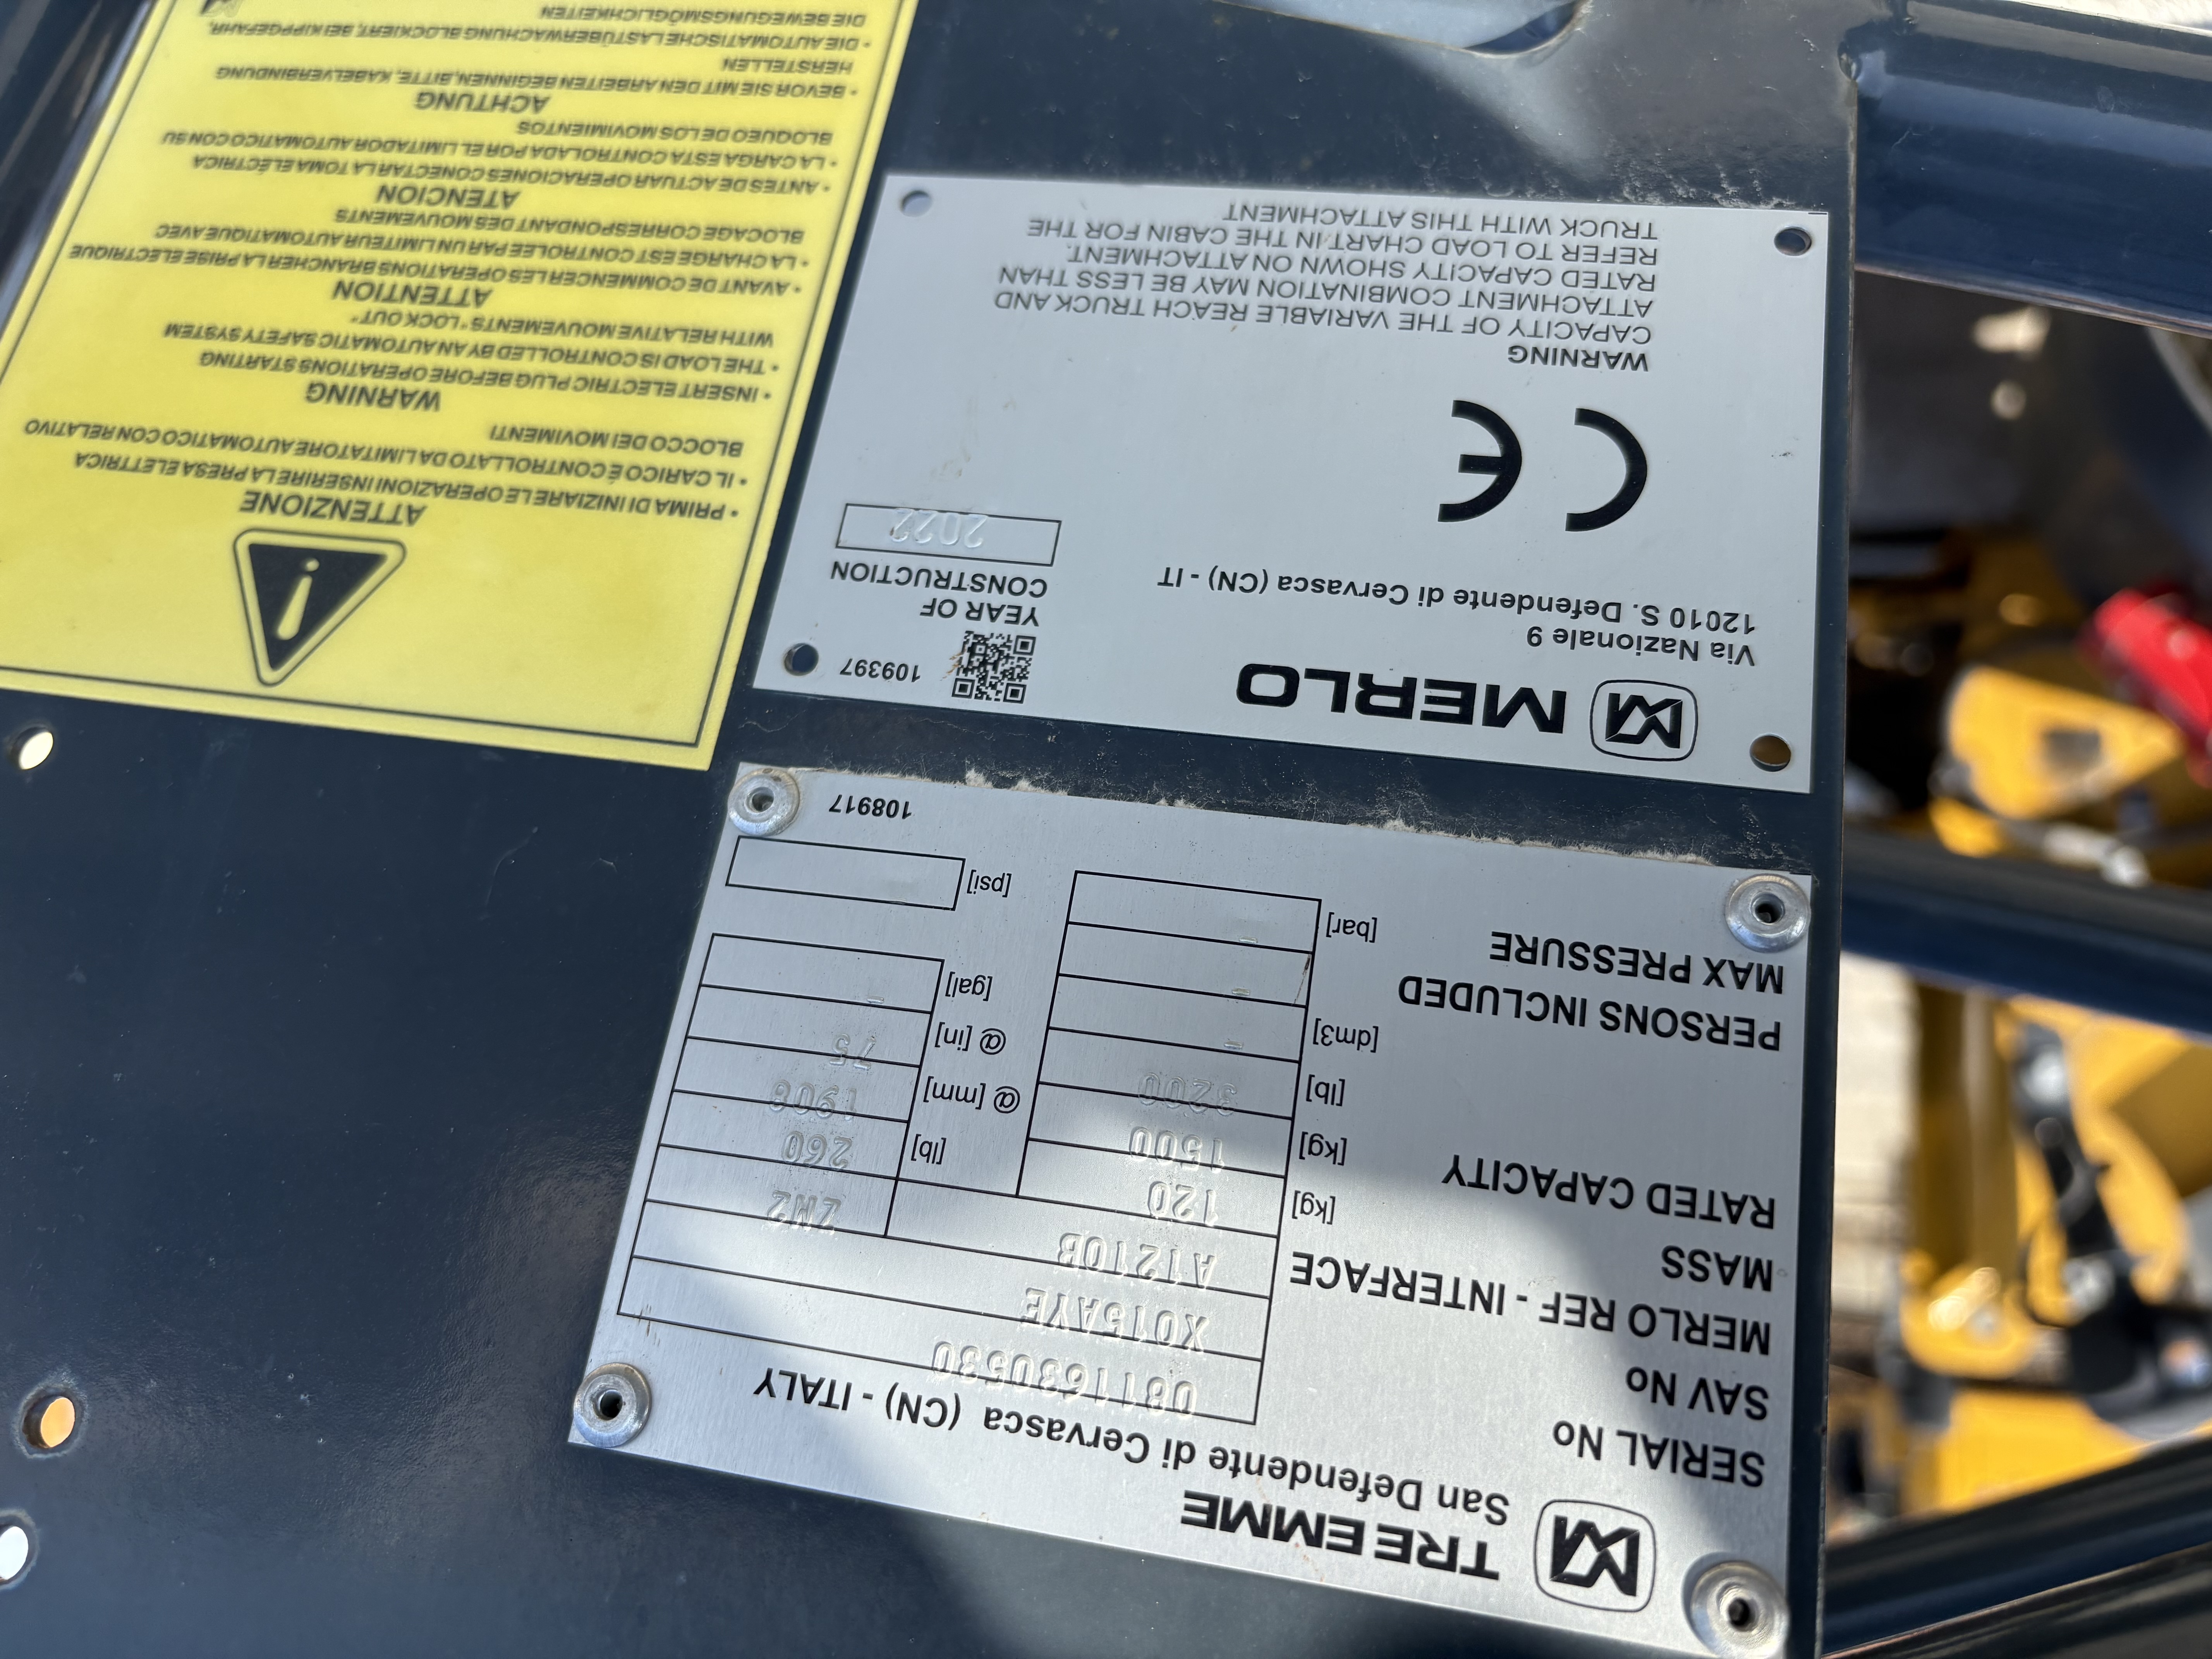 TRE EMME
San Defendente di Cervasca (CN) - ITALY
SERIAL No 0811630530
SAV No X015AYE
MERLO REF - INTERFACE A1210B ZM2
MASS [kg] 120 [lb] 260
RATED CAPACITY [kg] 1500 @ [mm] 1908
[lb] 3200 @ [in] 75
[dm3] - [gal] -
PERSONS INCLUDED -
MAX PRESSURE [bar] - [psi]
108917
MERLO
Via Nazionale 9
12010 S. Defendente di Cervasca (CN) - IT
109397
YEAR OF
CONSTRUCTION
2022
CE
WARNING
CAPACITY OF THE VARIABLE REACH TRUCK AND
ATTACHMENT COMBINATION MAY BE LESS THAN
RATED CAPACITY SHOWN ON ATTACHMENT.
REFER TO LOAD CHART IN THE CABIN FOR THE
TRUCK WITH THIS ATTACHMENT
ATTENZIONE
• PRIMA DI INIZIARE LE OPERAZIONI INSERIRE LA PRESA ELETTRICA
• IL CARICO É CONTROLLATO DA LIMITATORE AUTOMATICO CON RELATIVO
BLOCCO DEI MOVIMENTI
WARNING
• INSERT ELECTRIC PLUG BEFORE OPERATIONS STARTING
• THE LOAD IS CONTROLLED BY AN AUTOMATIC SAFETY SYSTEM
WITH RELATIVE MOUVEMENTS "LOCK OUT"
ATTENTION
• AVANT DE COMMENCER LES OPERATIONS BRANCHER LA PRISE ELECTRIQUE
• LA CHARGE EST CONTROLEE PAR UN LIMITEUR AUTOMATIQUE AVEC
BLOCAGE CORRESPONDANT DES MOUVEMENTS
ATENCION
• ANTES DE ACTUAR OPERACIONES CONECTAR LA TOMA ELÉCTRICA
• LA CARGA ESTA CONTROLADA POR EL LIMITADOR AUTOMATICO CON SU
BLOQUEO DE LOS MOVIMIENTOS
ACHTUNG
• BEVOR SIE MIT DEN ARBEITEN BEGINNEN, BITTE, KABELVERBINDUNG
HERSTELLEN
• DIE AUTOMATISCHE LASTÜBERWACHUNG BLOCKIERT, BEI KIPPGEFAHR,
DIE BEWEGUNGSMÖGLICHKEITEN